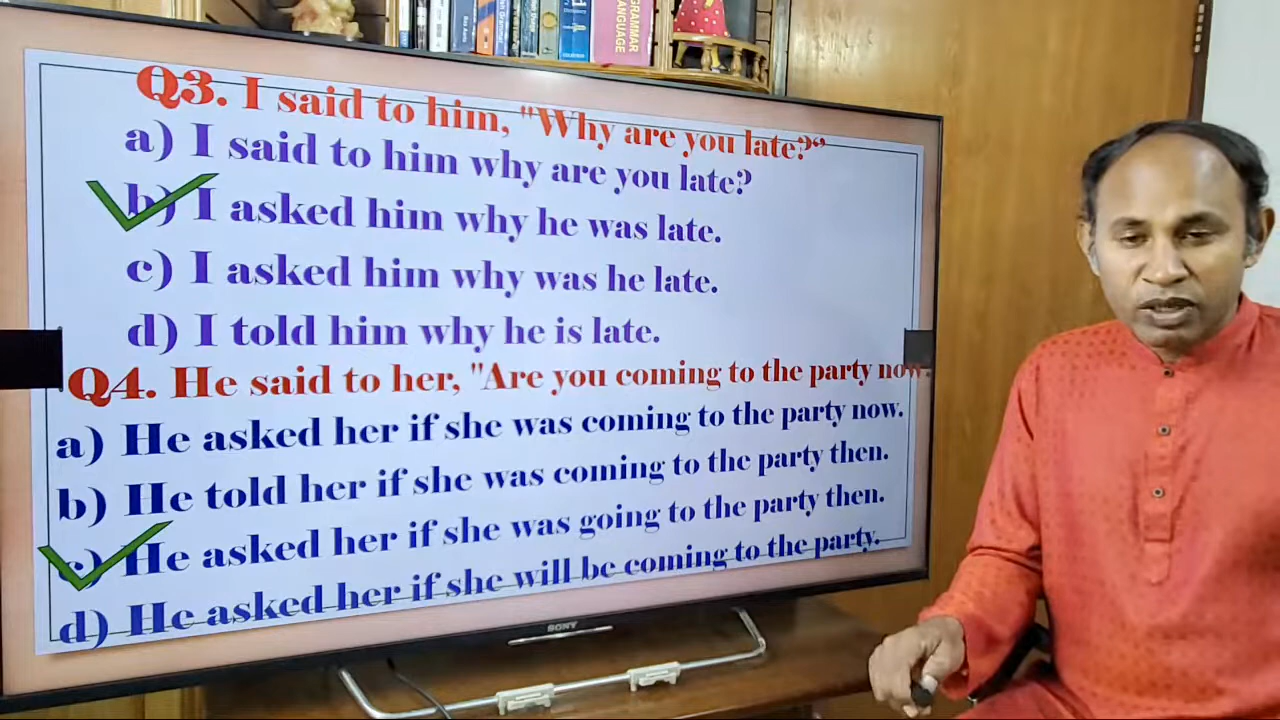 GRAMMAR
LANGUAGE
Q3. I said to him, "Why are you late?“
a) I said to him why are you late?
b) I asked him why he was late.
c) I asked him why was he late.
d) I told him why he is late.
Q4. He said to her, "Are you coming to the party now.
a) He asked her if she was coming to the party now.
b) He told her if she was coming to the party then.
c) He asked her if she was going to the party then.
d) He asked her if she will be coming to the party.
SONY